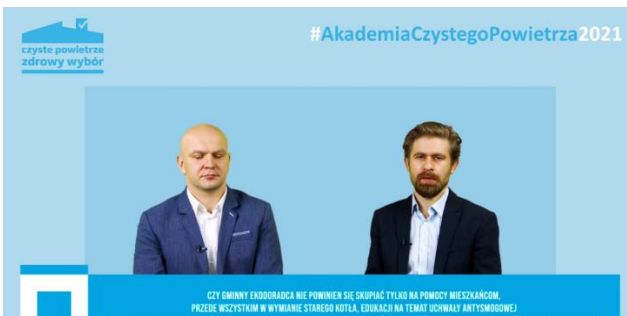 #AkademiaCzystegoPowietrza2021
czyste powietrze
zdrowy wybór
CZY GMINNY EKODORADCA NIE POWINIEN SIĘ SKUPIAĆ TYLKO NA POMOCY MIESZKAŃCOM,
PRZEDE WSZYSTKIM W WYMIANIE STAREGO KOTŁA, EDUKACJI NA TEMAT UCHWAŁY ANTYSMOGOWEJ